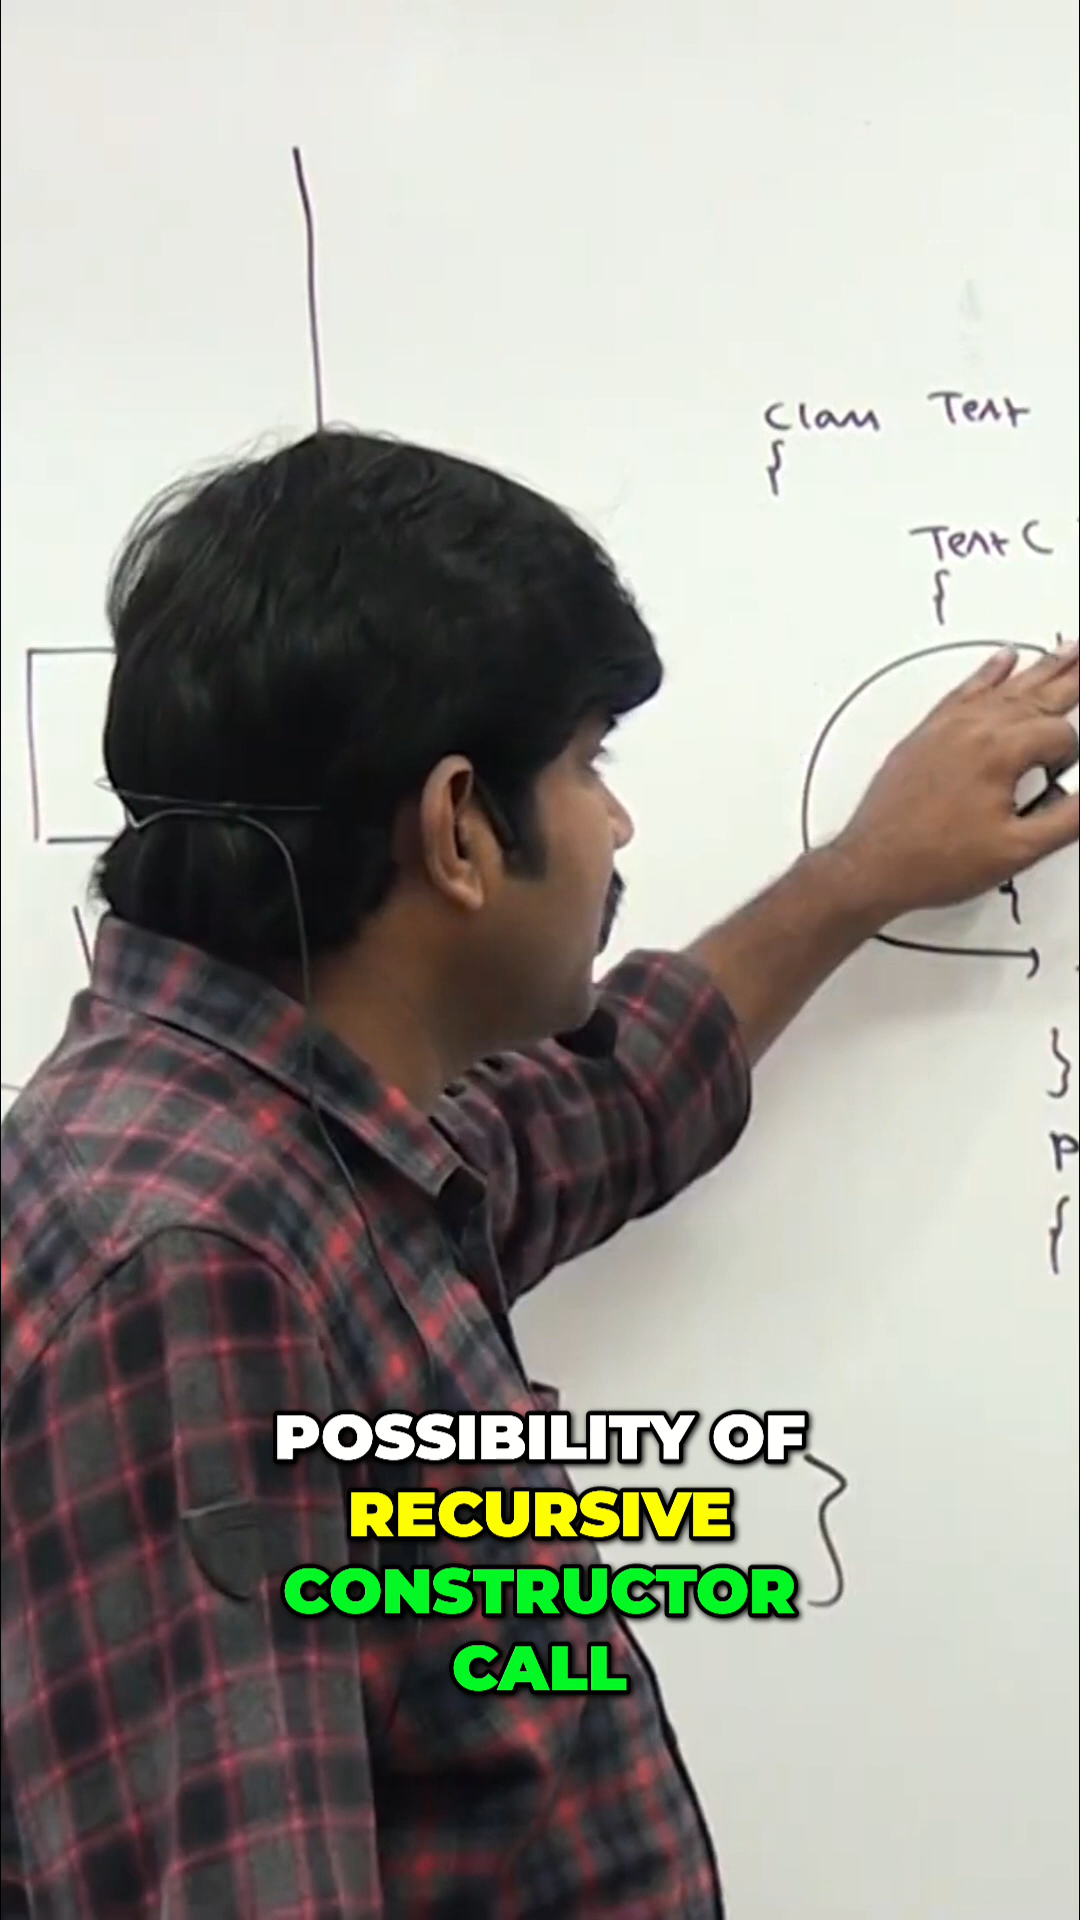 Class Test
{
Test (
{
}
P
{
}
POSSIBILITY OF
RECURSIVE
CONSTRUCTOR
CALL